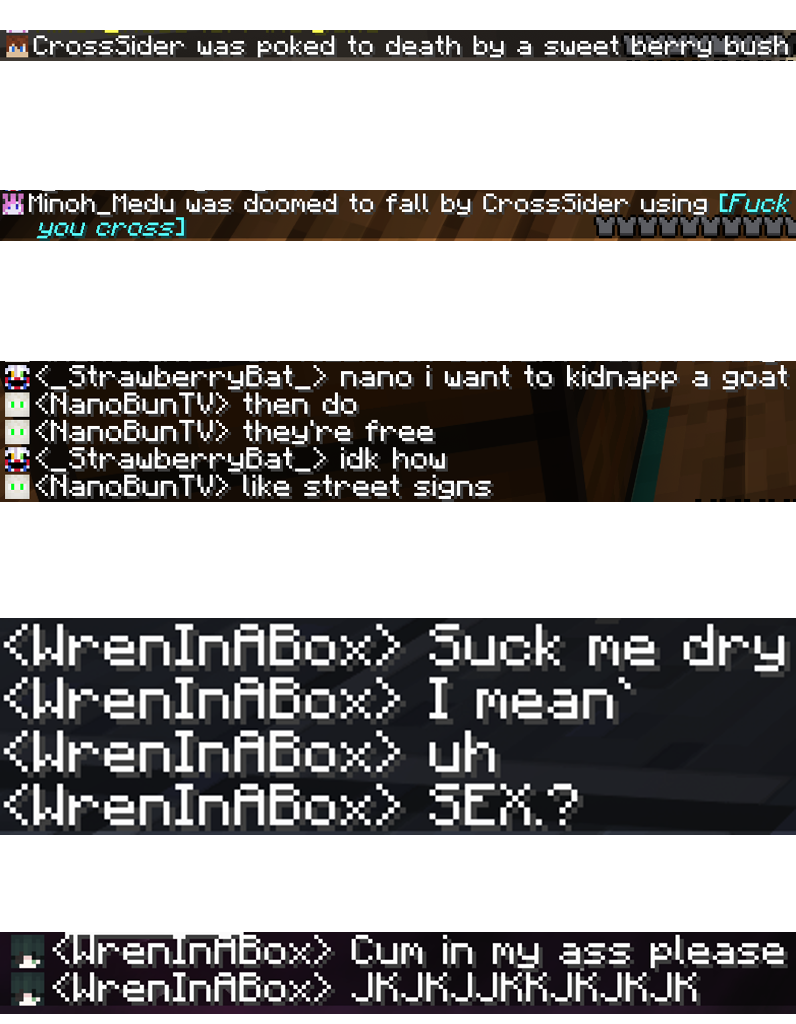 CrossSider was poked to death by a sweet berry bush
Minoh_Medu was doomed to fall by CrossSider using [Fuck
you cross]
<_StrawberryBat_> nano i want to kidnapp a goat
<NanoBunTV> then do
<NanoBunTV> they're free
<_StrawberryBat_> idk how
<NanoBunTV> like street signs
<WrenInABox> Suck me dry
<WrenInABox> I mean`
<WrenInABox> uh
<WrenInABox> SEX.?
<WrenInABox> Cum in my ass please
<WrenInABox> JKJKJJKKJKJKJK